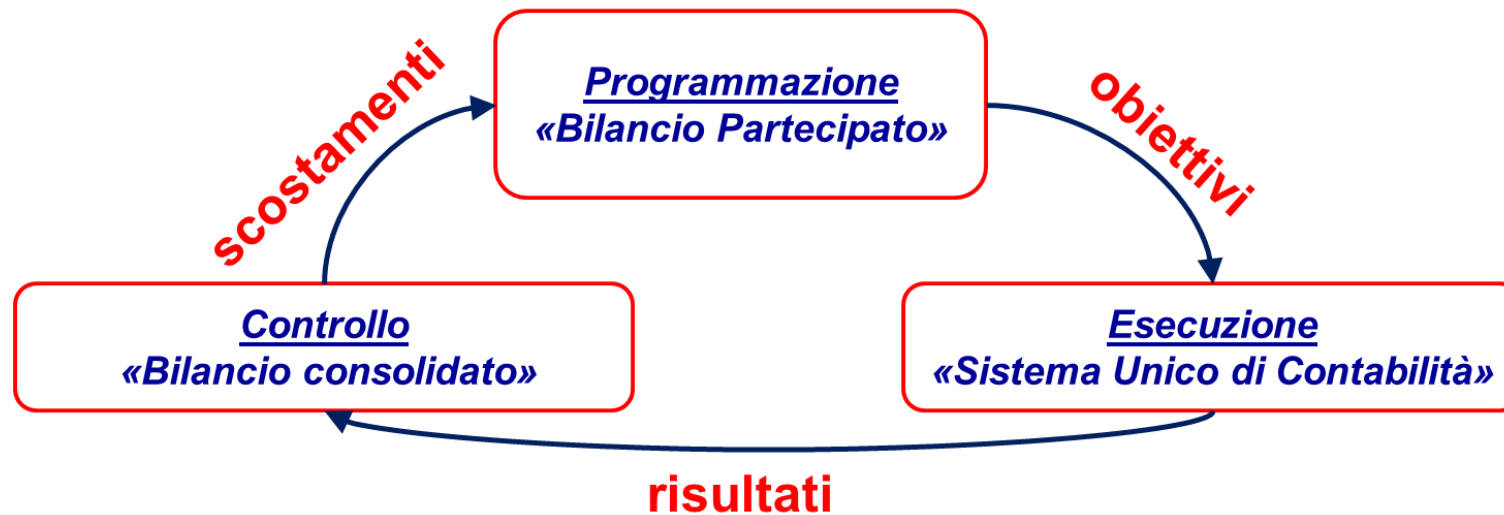 Programmazione
«Bilancio Partecipato»
scostamenti
obiettivi
Controllo
«Bilancio consolidato»
Esecuzione
«Sistema Unico di Contabilità»
risultati